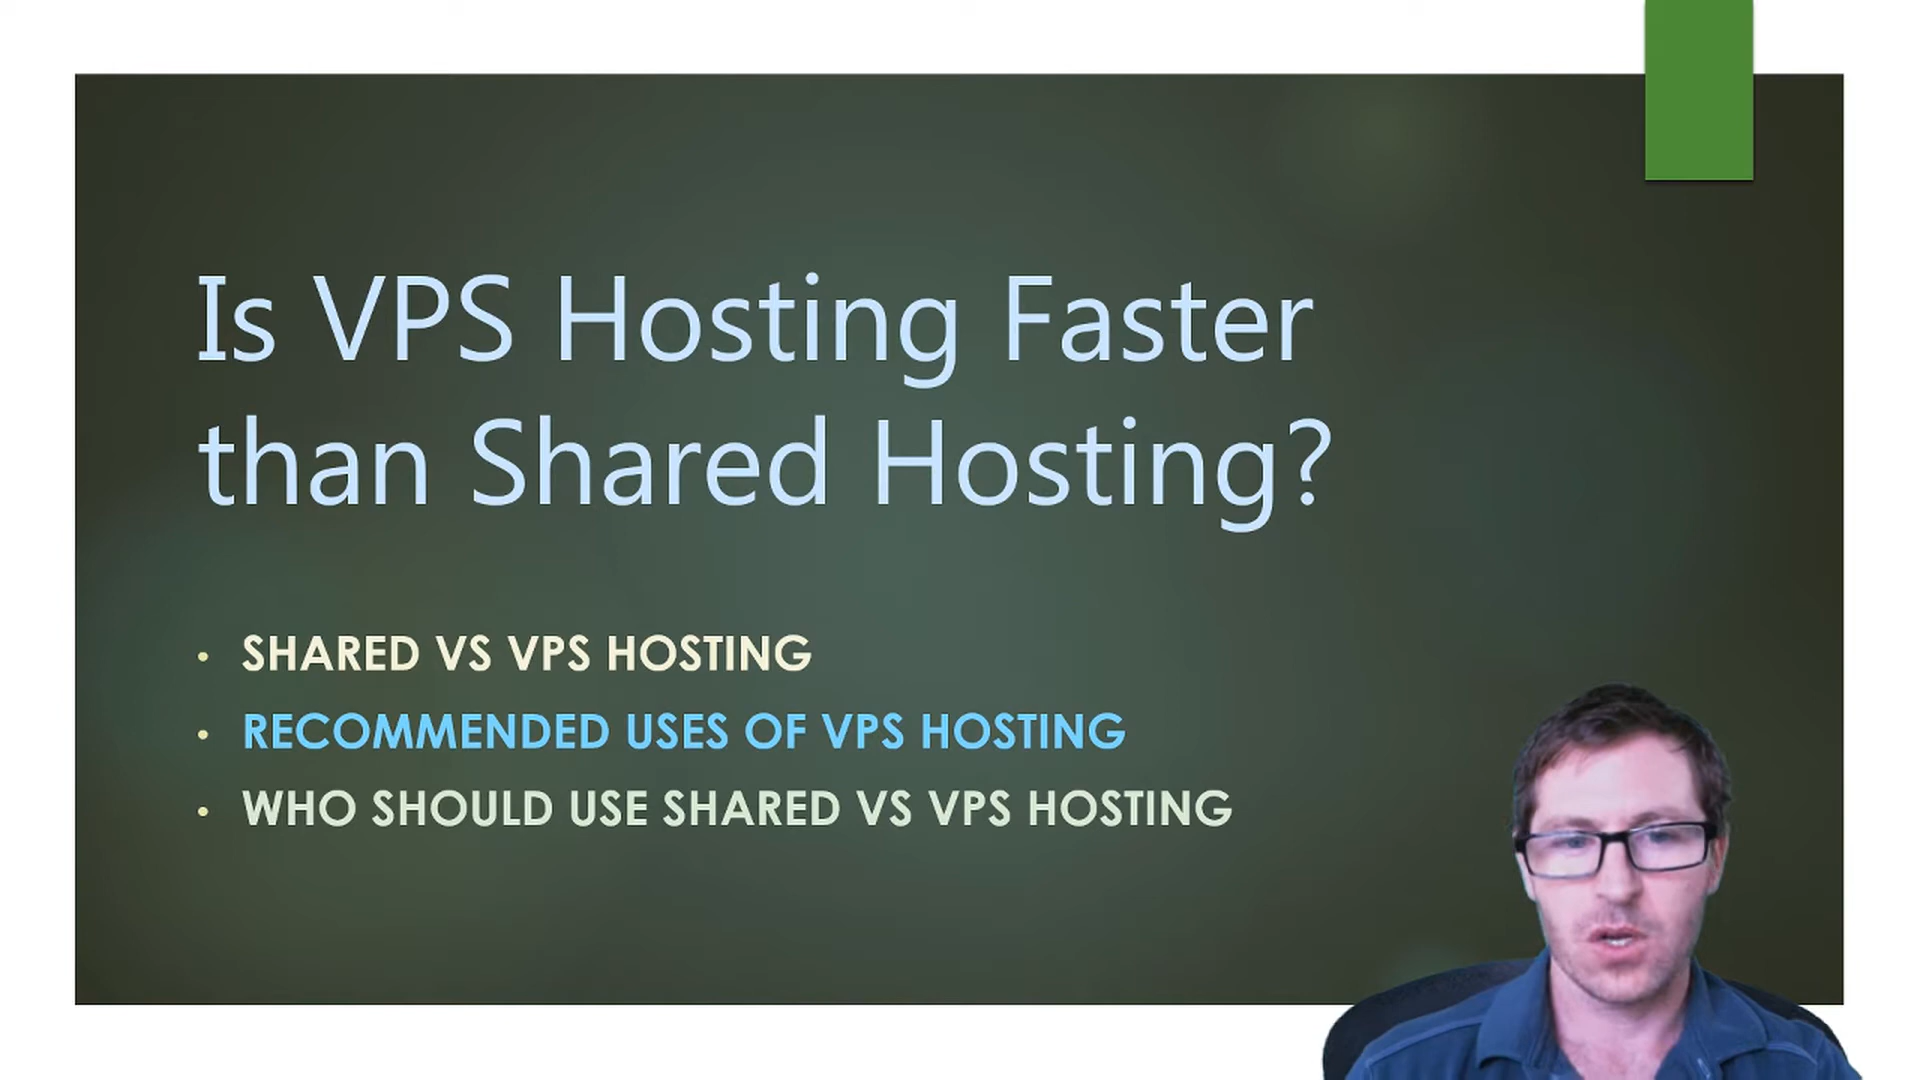 Is VPS Hosting Faster
than Shared Hosting?
• SHARED VS VPS HOSTING
• RECOMMENDED USES OF VPS HOSTING
• WHO SHOULD USE SHARED VS VPS HOSTING